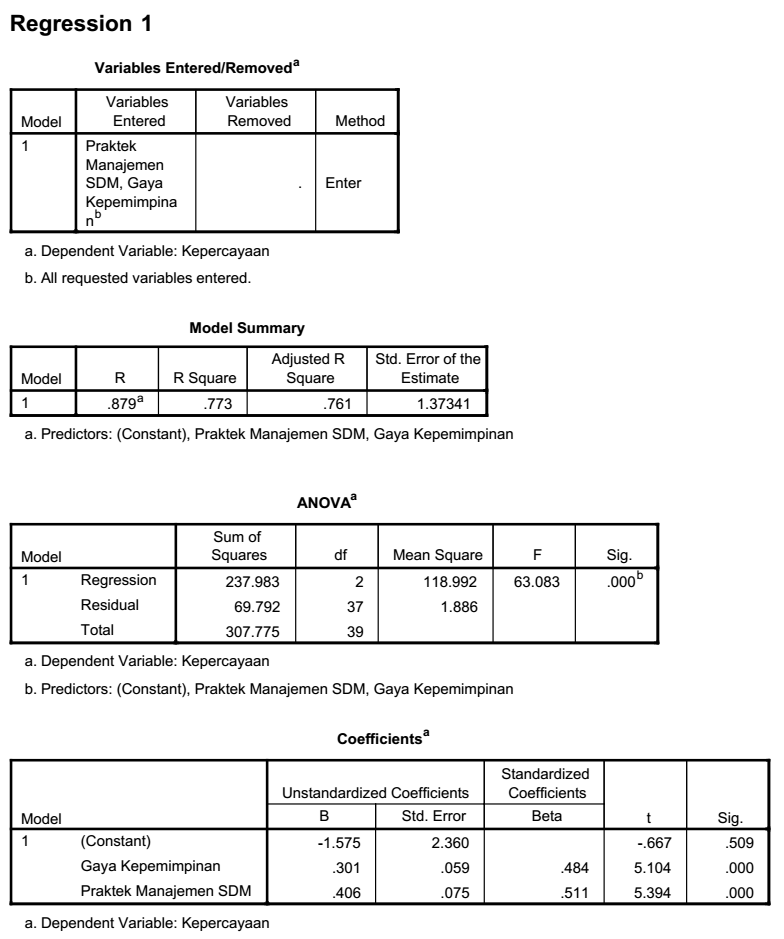 Regression 1
Variables Entered/Removedᵃ
Model Variables Entered Variables Removed Method
1 Praktek Manajemen SDM, Gaya Kepemimpina nᵇ . Enter
a. Dependent Variable: Kepercayaan
b. All requested variables entered.
Model Summary
Model R R Square Adjusted R Square Std. Error of the Estimate
1 .879ᵃ .773 .761 1.37341
a. Predictors: (Constant), Praktek Manajemen SDM, Gaya Kepemimpinan
ANOVAᵃ
Model Sum of Squares df Mean Square F Sig.
1 Regression 237.983 2 118.992 63.083 .000ᵇ
Residual 69.792 37 1.886
Total 307.775 39
a. Dependent Variable: Kepercayaan
b. Predictors: (Constant), Praktek Manajemen SDM, Gaya Kepemimpinan
Coefficientsᵃ
Model Unstandardized Coefficients Standardized Coefficients t Sig.
B Std. Error Beta
1 (Constant) -1.575 2.360 -.667 .509
Gaya Kepemimpinan .301 .059 .484 5.104 .000
Praktek Manajemen SDM .406 .075 .511 5.394 .000
a. Dependent Variable: Kepercayaan